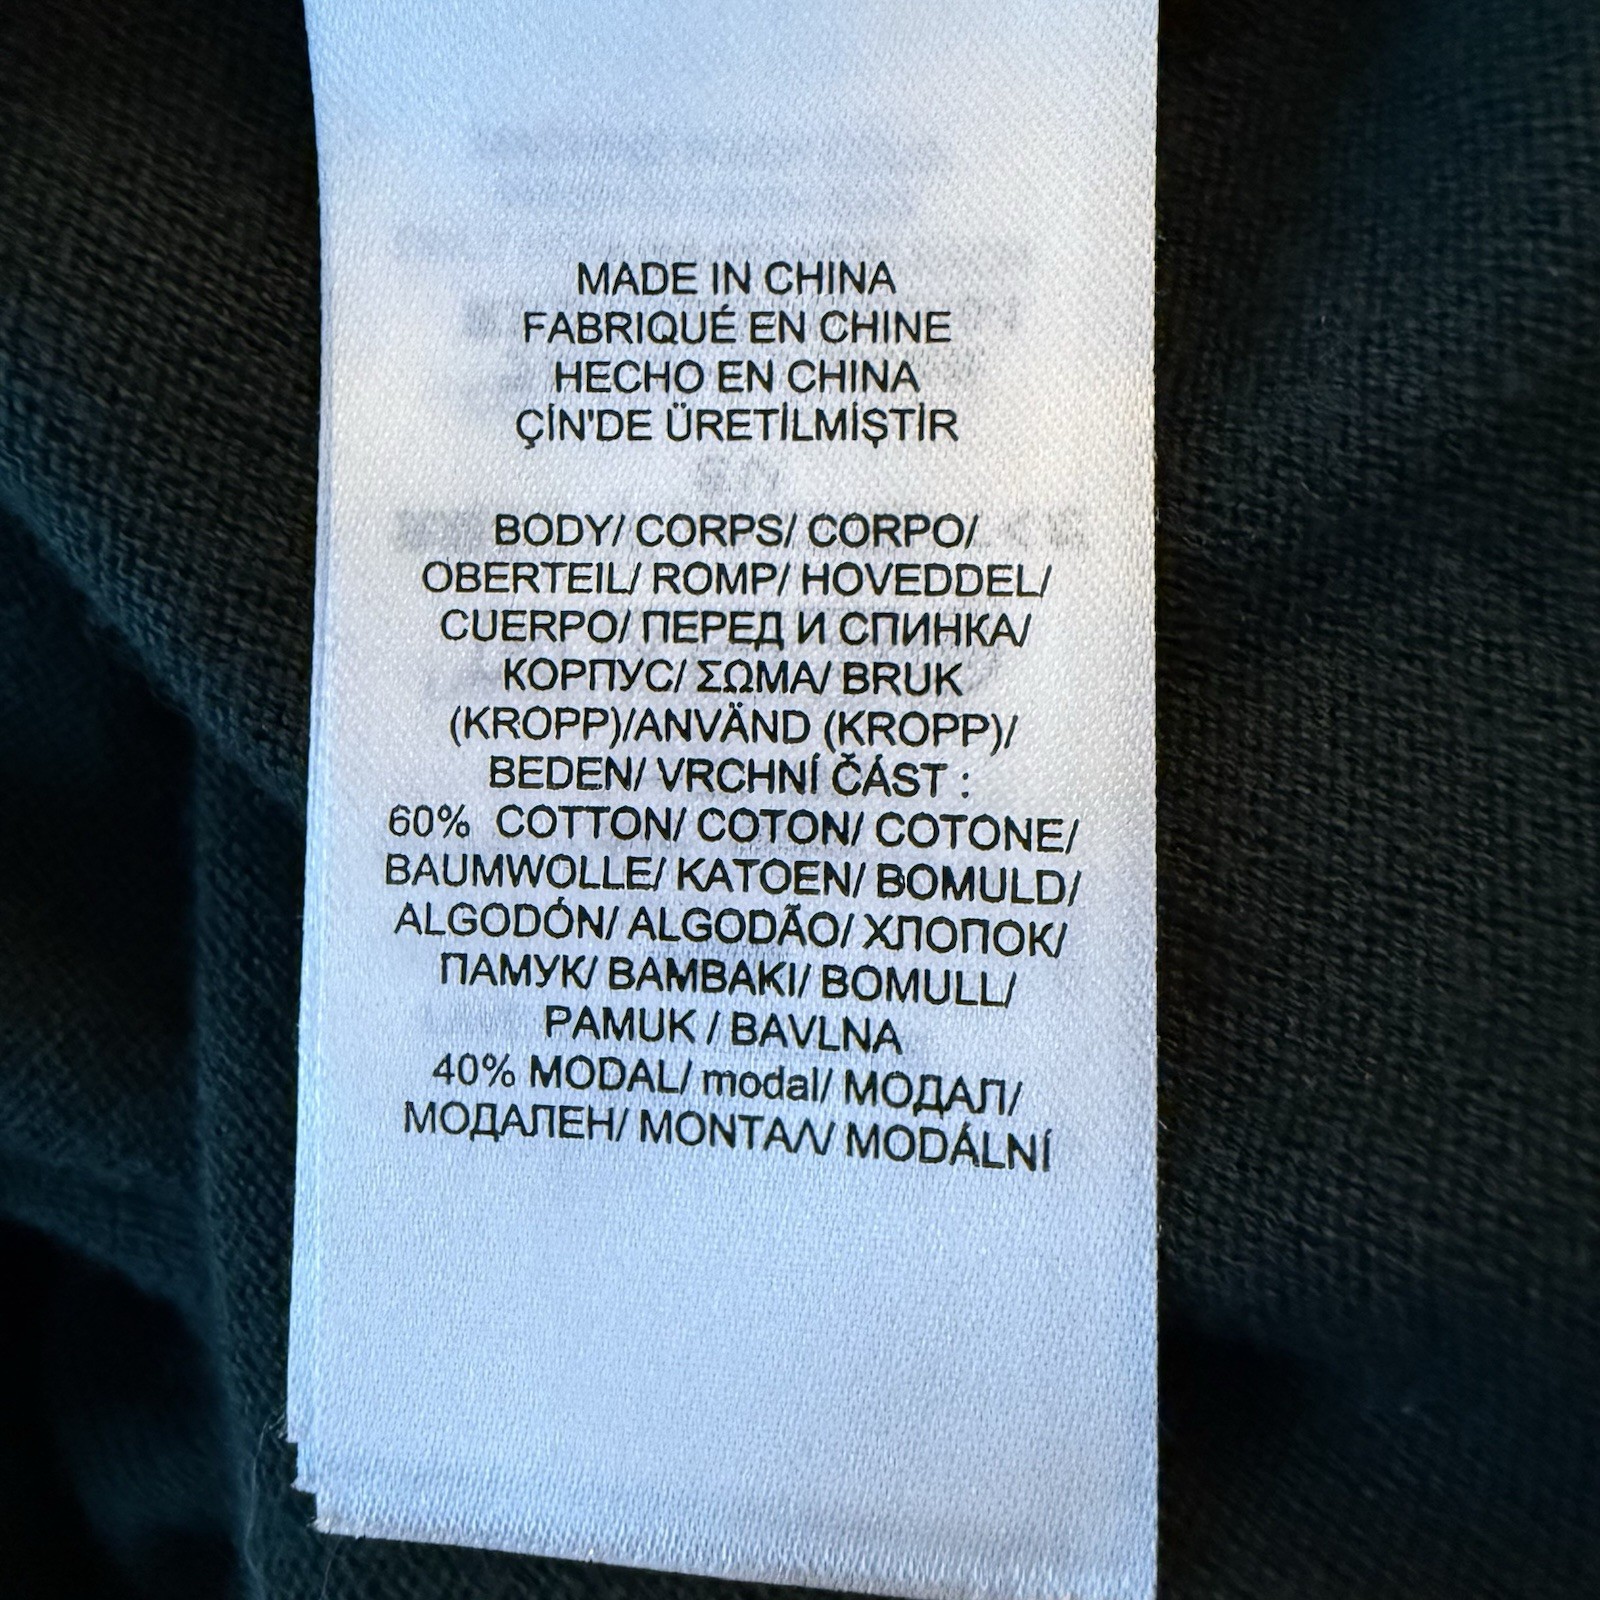 MADE IN CHINA
FABRIQUÉ EN CHINE
HECHO EN CHINA
ÇİN'DE ÜRETİLMİŞTİR
BODY/ CORPS/ CORPO/
OBERTEIL/ ROMP/ HOVEDDEL/
CUERPO/ ПЕРЕД И СПИНКА/
КОРПУС/ ΣΩΜΑ/ BRUK
(KROPP)/ANVÄND (KROPP)/
BEDEN/ VRCHNÍ ČÁST :
60% COTTON/ COTON/ COTONE/
BAUMWOLLE/ KATOEN/ BOMULD/
ALGODÓN/ ALGODÃO/ ХЛОПОК/
ПАМУК/ BAMBAKI/ BOMULL/
PAMUK / BAVLNA
40% MODAL/ modal/ МОДАЛ/
МОДАЛЕН/ ΜΟΝΤΑΛ/ MODÁLNÍ